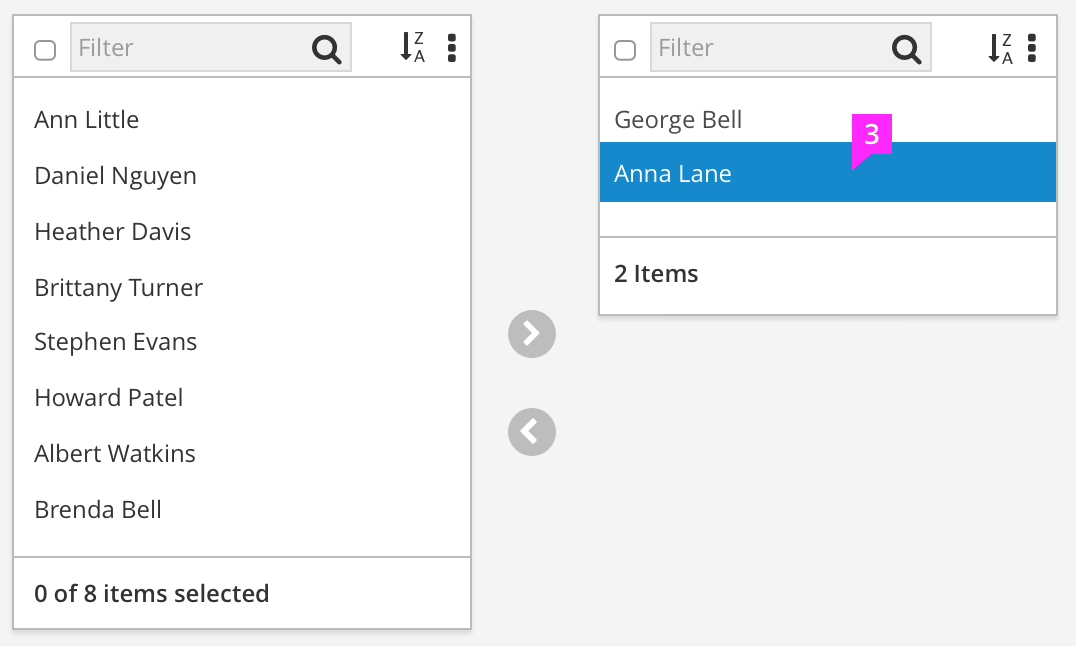 Filter
Z
A
Ann Little
Daniel Nguyen
Heather Davis
Brittany Turner
Stephen Evans
Howard Patel
Albert Watkins
Brenda Bell
0 of 8 items selected
Filter
Z
A
George Bell
3
Anna Lane
2 Items